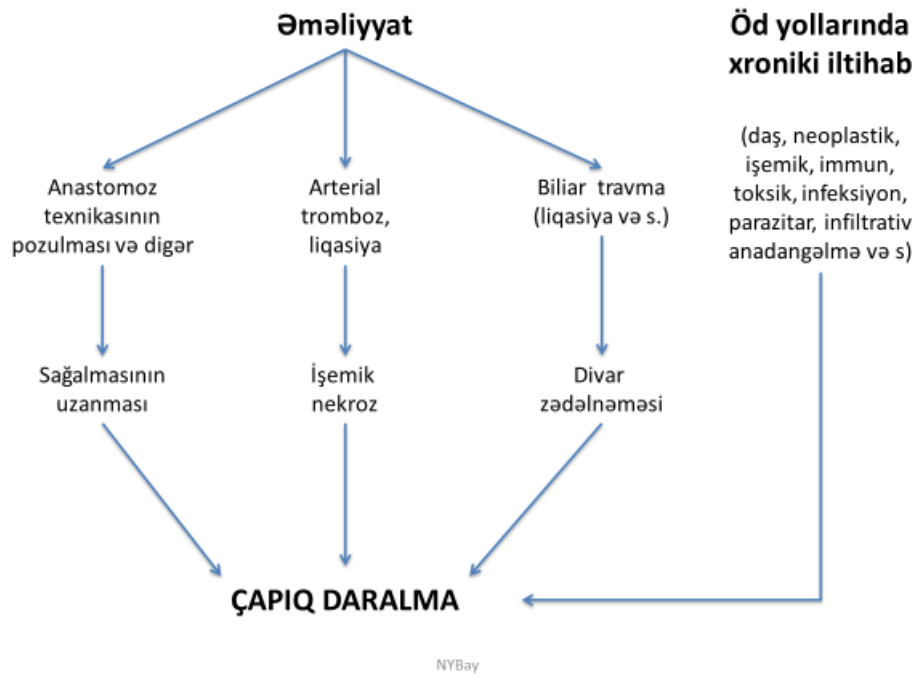 Əməliyyat
Öd yollarında
xroniki iltihab
(daş, neoplastik,
işemik, immun,
toksik, infeksiyon,
parazitar, infiltrativ
anadangəlmə və s)
Anastomoz
texnikasının
pozulması və digər
Arterial
tromboz,
liqasiya
Biliar travma
(liqasiya və s.)
Sağalmasının
uzanması
İşemik
nekroz
Divar
zədəlnəməsi
ÇAPIQ DARALMA
NYBay